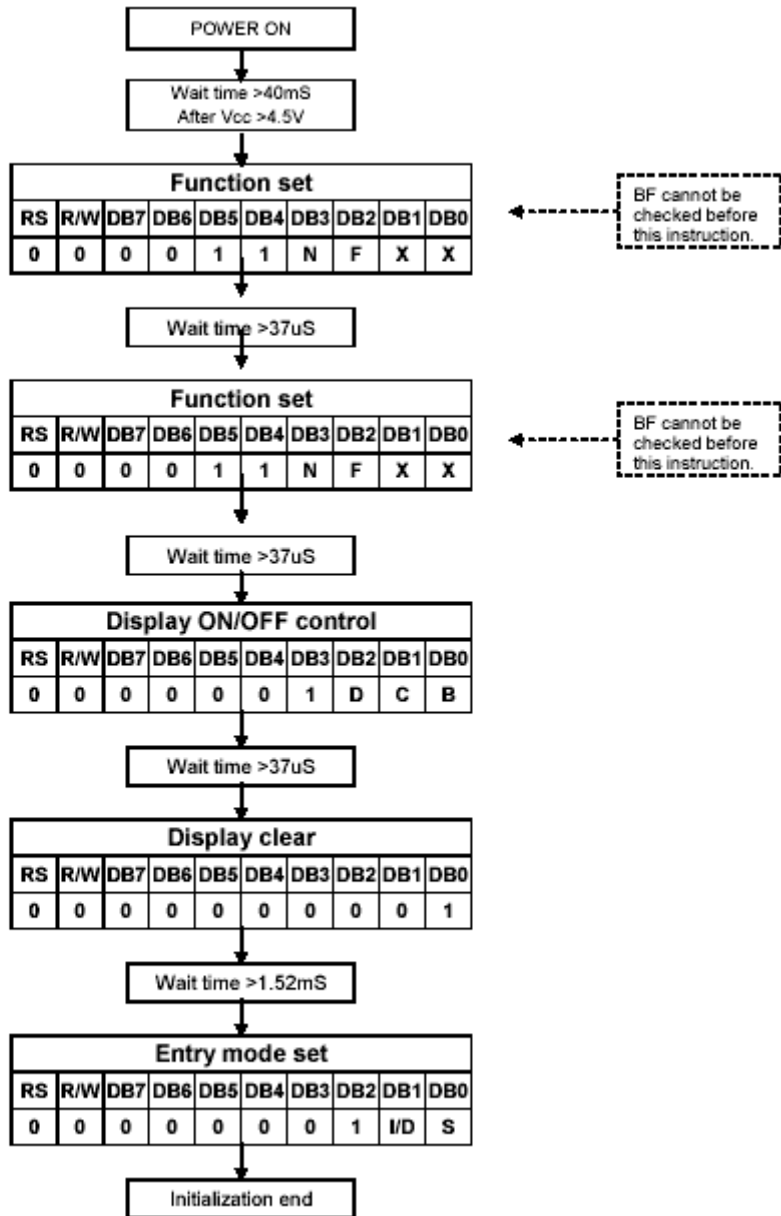 POWER ON
Wait time >40mS
After Vcc >4.5V
Function set
RS R/W DB7 DB6 DB5 DB4 DB3 DB2 DB1 DB0
0 0 0 0 1 1 N F X X
BF cannot be
checked before
this instruction.
Wait time >37uS
Function set
RS R/W DB7 DB6 DB5 DB4 DB3 DB2 DB1 DB0
0 0 0 0 1 1 N F X X
BF cannot be
checked before
this instruction.
Wait time >37uS
Display ON/OFF control
RS R/W DB7 DB6 DB5 DB4 DB3 DB2 DB1 DB0
0 0 0 0 0 0 1 D C B
Wait time >37uS
Display clear
RS R/W DB7 DB6 DB5 DB4 DB3 DB2 DB1 DB0
0 0 0 0 0 0 0 0 0 1
Wait time >1.52mS
Entry mode set
RS R/W DB7 DB6 DB5 DB4 DB3 DB2 DB1 DB0
0 0 0 0 0 0 0 1 I/D S
Initialization end